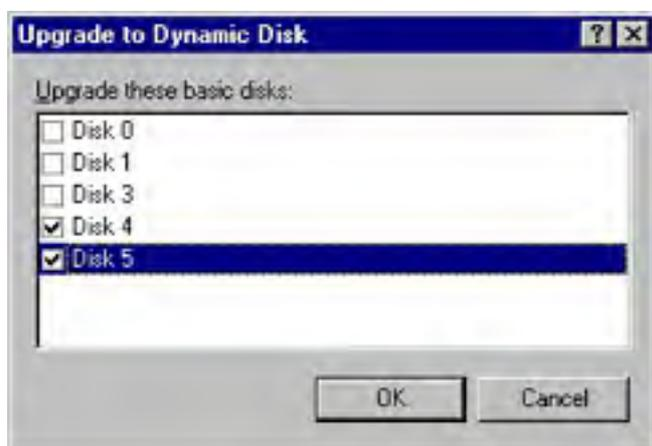 Upgrade to Dynamic Disk
Upgrade these basic disks:
Disk 0
Disk 1
Disk 3
Disk 4
Disk 5
OK
Cancel